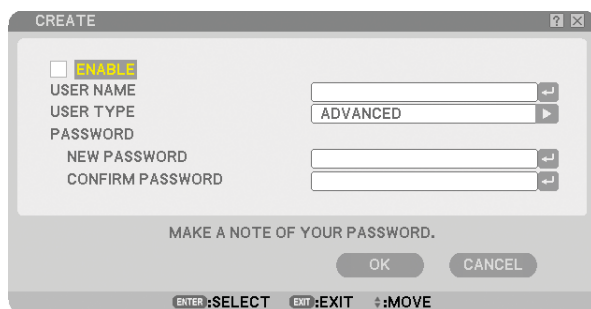 CREATE ?
ENABLE
USER NAME
USER TYPE ADVANCED
PASSWORD
NEW PASSWORD
CONFIRM PASSWORD
MAKE A NOTE OF YOUR PASSWORD.
OK CANCEL
ENTER:SELECT EXIT:EXIT :MOVE